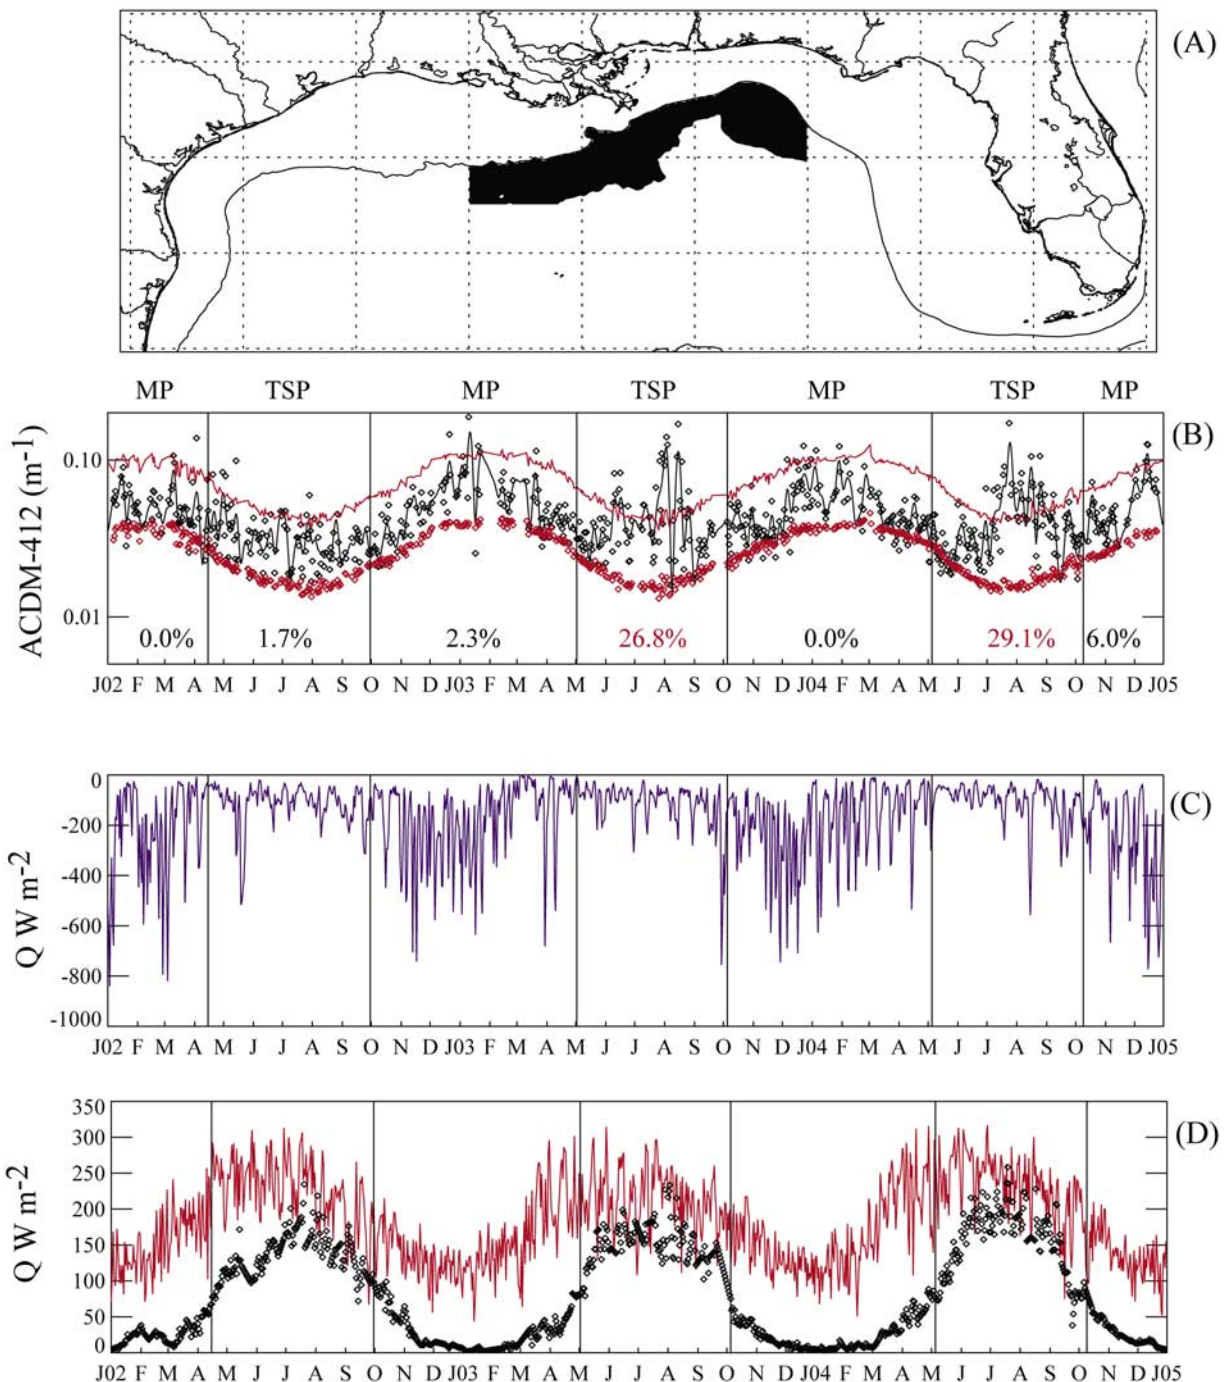 (A)
MP TSP MP TSP MP TSP MP
(B)
ACDM-412 (m-1)
0.10
0.01
0.0% 1.7% 2.3% 26.8% 0.0% 29.1% 6.0%
J02 F M A M J J A S O N D J03 F M A M J J A S O N D J04 F M A M J J A S O N D J05
(C)
Q W m-2
0
-200
-400
-600
-800
-1000
J02 F M A M J J A S O N D J03 F M A M J J A S O N D J04 F M A M J J A S O N D J05
(D)
Q W m-2
350
300
250
200
150
100
50
0
J02 F M A M J J A S O N D J03 F M A M J J A S O N D J04 F M A M J J A S O N D J05